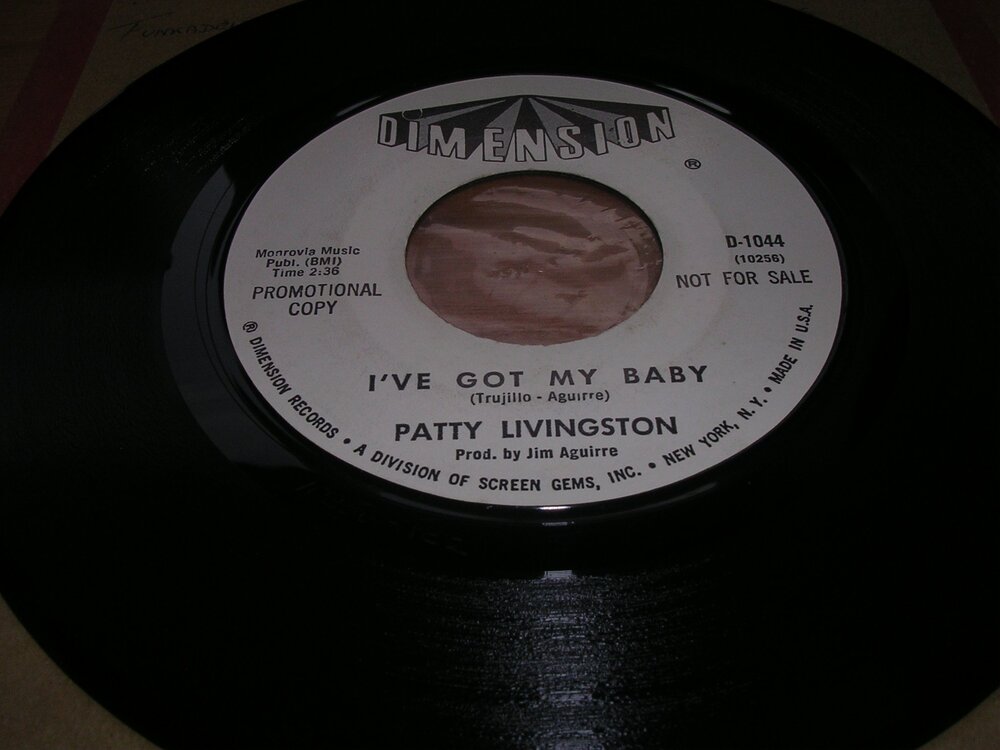 DIMENSION
®
Monrovia Music
Publ. (BMI)
Time 2:36
PROMOTIONAL
COPY
D-1044
(10256)
NOT FOR SALE
I'VE GOT MY BABY
(Trujillo - Aguirre)
PATTY LIVINGSTON
Prod. by Jim Aguirre
® DIMENSION RECORDS • A DIVISION OF SCREEN GEMS, INC. • NEW YORK, N. Y. • MADE IN U.S.A.